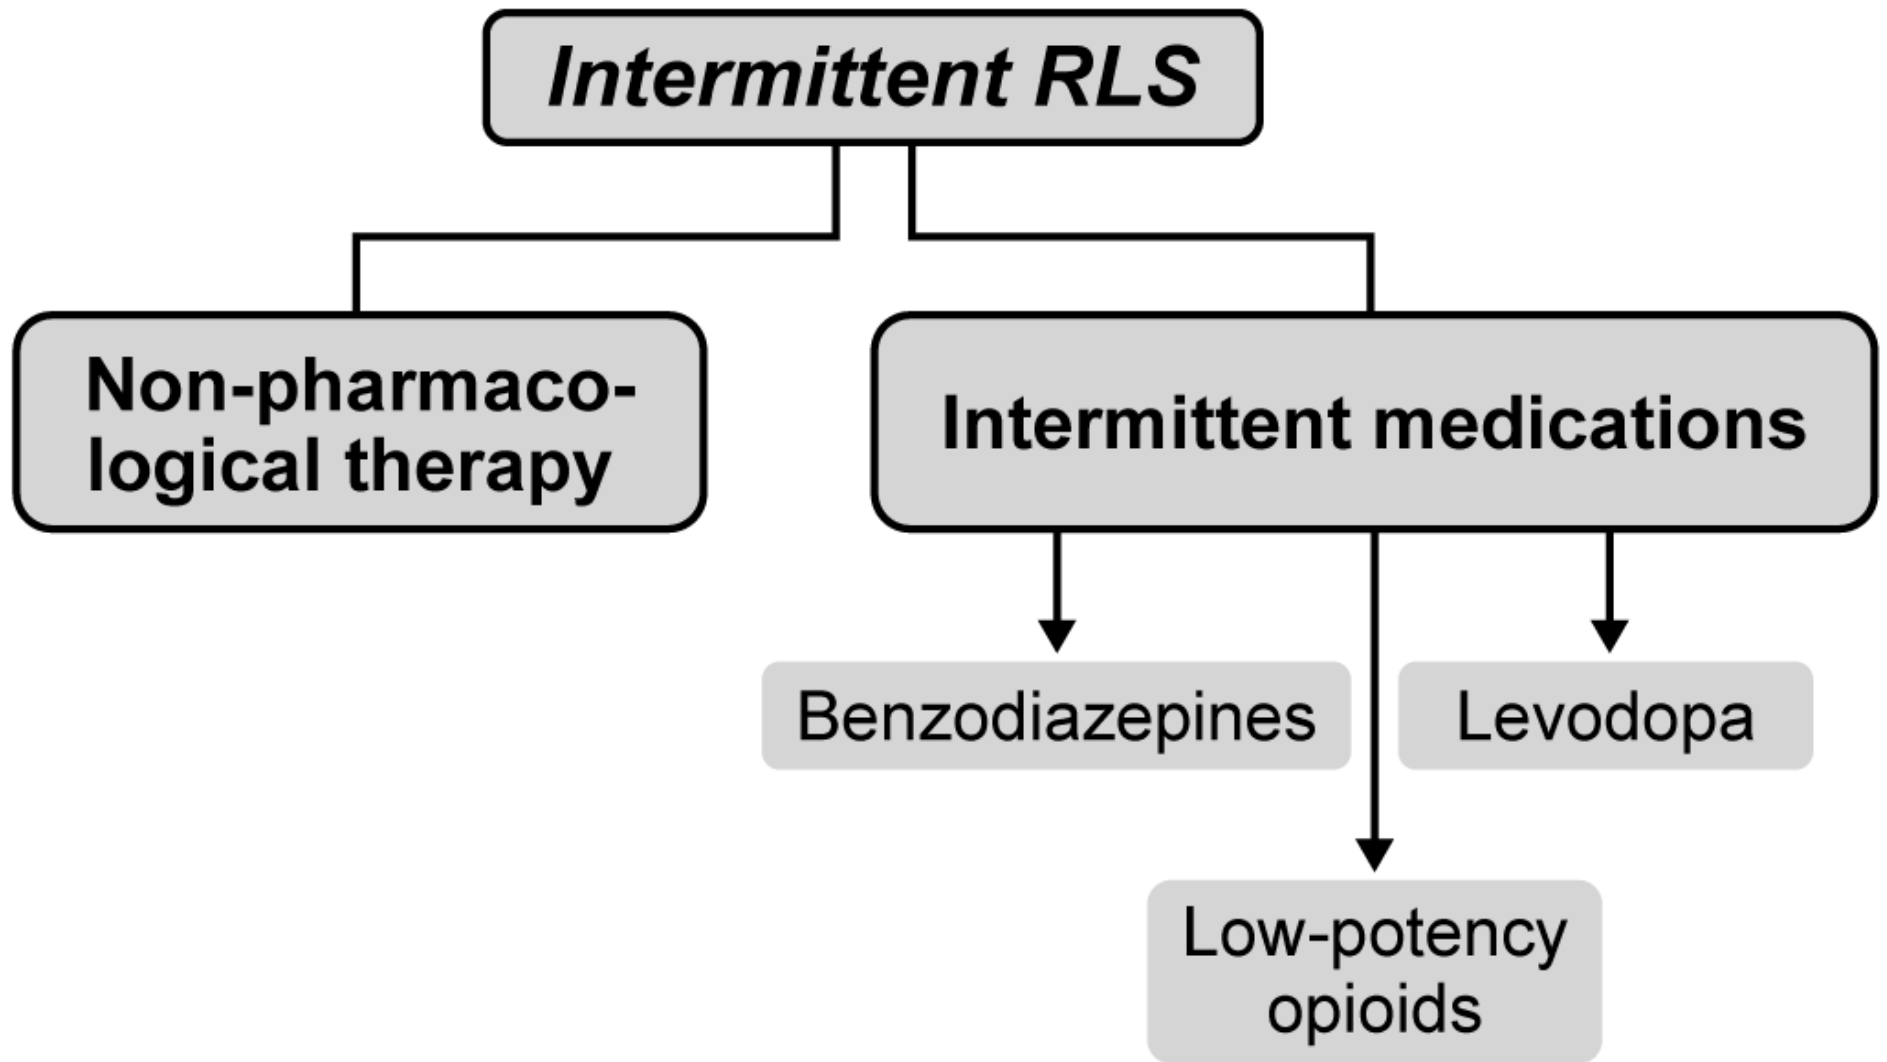 Intermittent RLS
Non-pharmaco-
logical therapy
Intermittent medications
Benzodiazepines
Levodopa
Low-potency
opioids